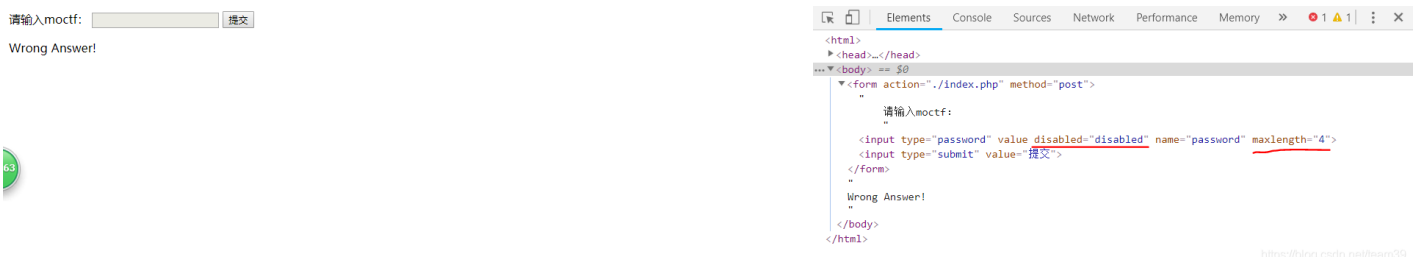 请输入moctf: 提交
Wrong Answer!
63
Elements Console Sources Network Performance Memory » 1 1
<html>
<head>…</head>
<body> == $0
<form action="./index.php" method="post">
"
请输入moctf:
"
<input type="password" value disabled="disabled" name="password" maxlength="4">
<input type="submit" value="提交">
</form>
"
Wrong Answer!
"
</body>
</html>